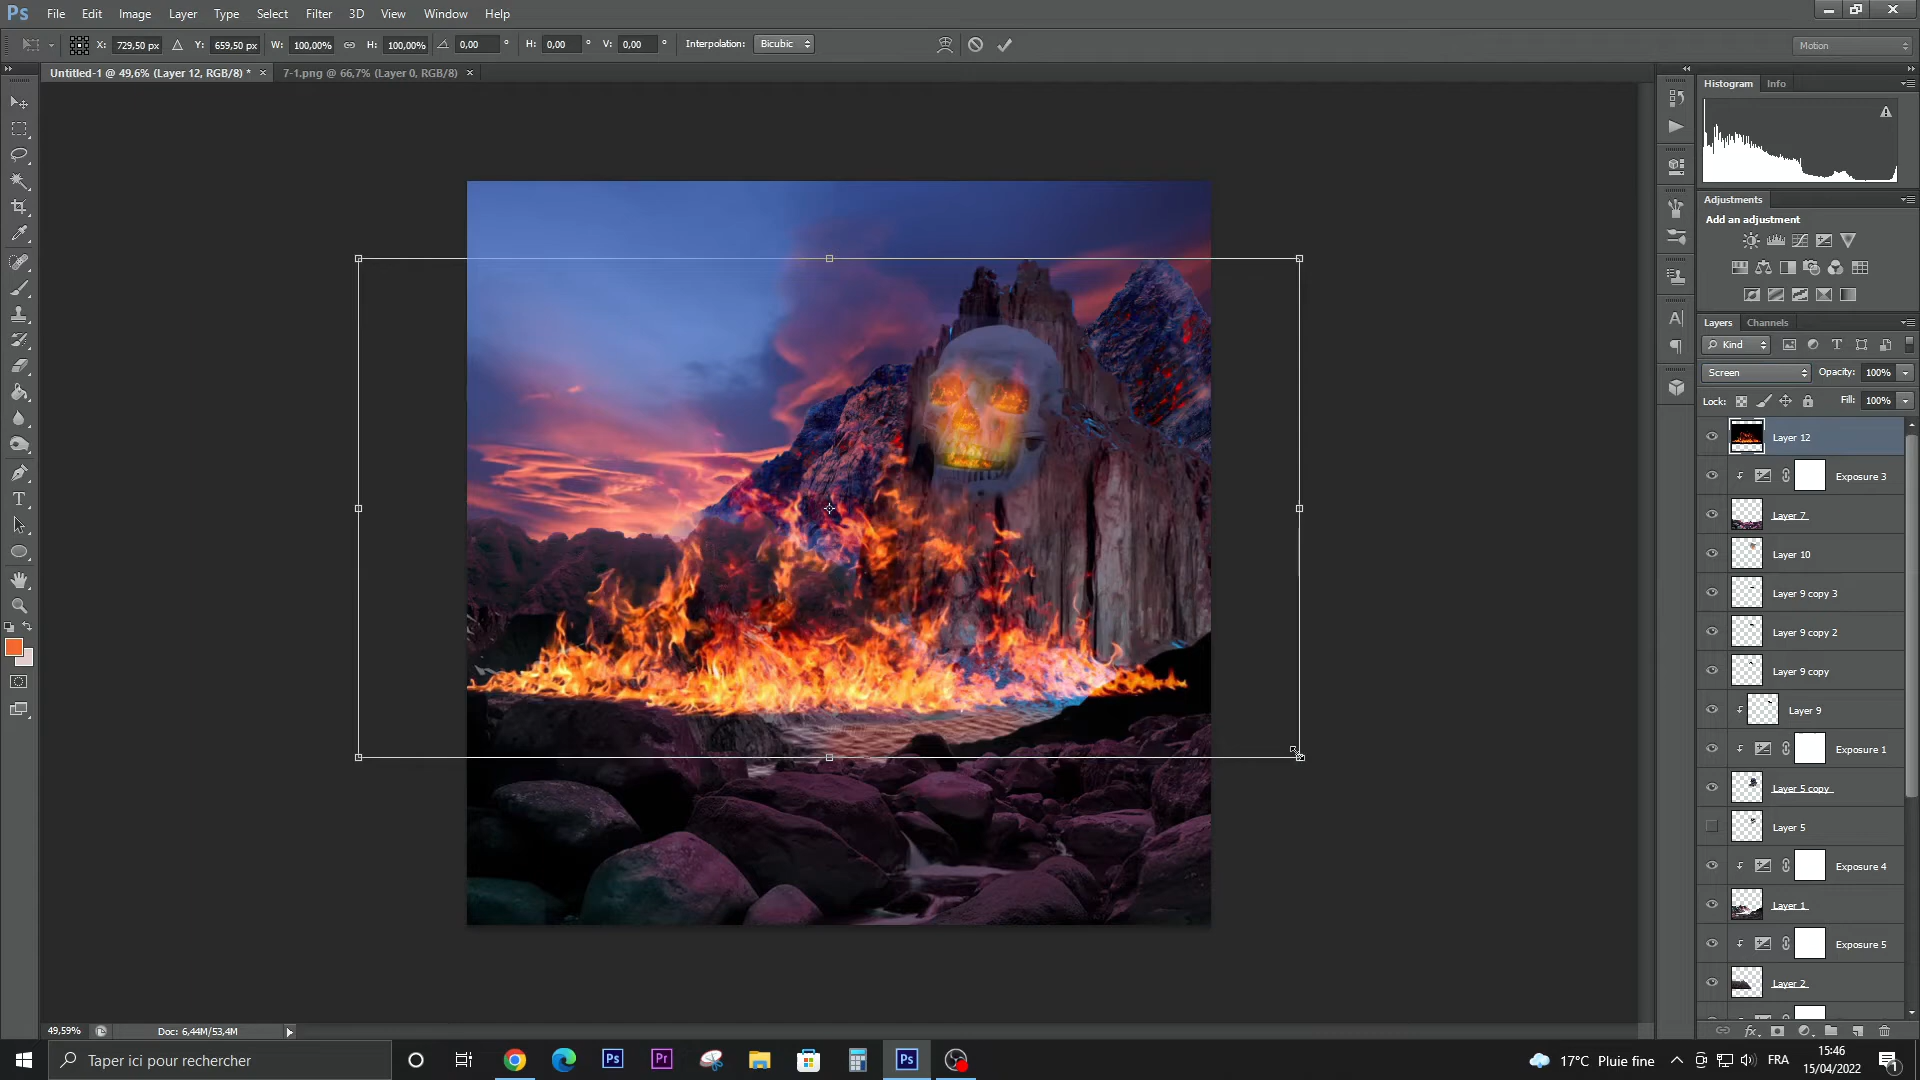 Ps File Edit Image Layer Type Select Filter 3D View Window Help
X: 729,50 px Y: 659,50 px W: 100,00% H: 100,00% 0,00 ° H: 0,00 ° V: 0,00 ° Interpolation: Bicubic Motion
Untitled-1 @ 49,6% (Layer 12, RGB/8) * × 7-1.png @ 66,7% (Layer 0, RGB/8) ×
Histogram Info
Adjustments
Add an adjustment
Layers Channels
Kind
Screen Opacity: 100%
Lock: Fill: 100%
Layer 12
Exposure 3
Layer 7
Layer 10
Layer 9 copy 3
Layer 9 copy 2
Layer 9 copy
Layer 9
Exposure 1
Layer 5 copy
Layer 5
Exposure 4
Layer 1
Exposure 5
Layer 2
49,59% Doc: 6,44M/53,4M
Taper ici pour rechercher Ps Pr Ps 17°C Pluie fine FRA 15:46
15/04/2022 1